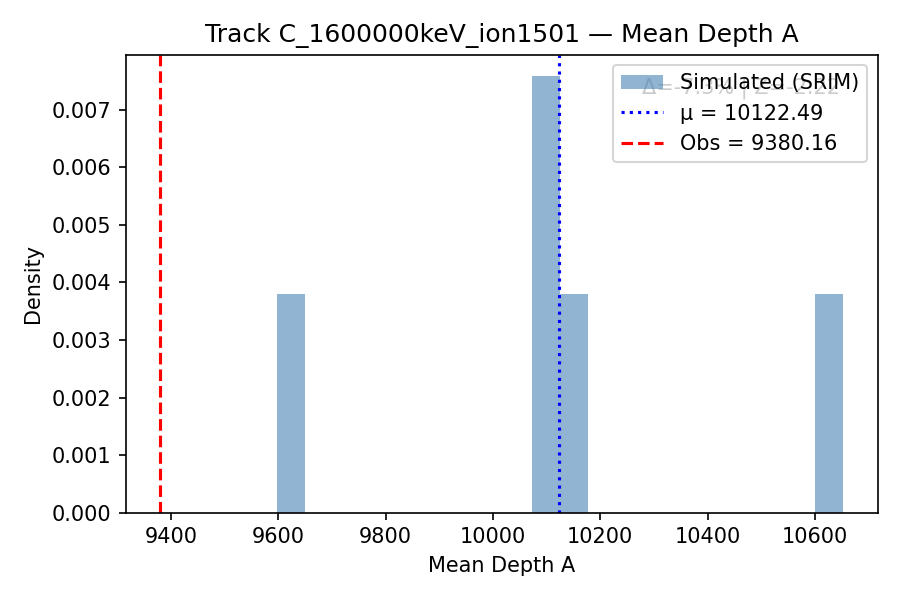 Track C_1600000keV_ion1501 — Mean Depth A
Simulated (SRIM)
μ = 10122.49
Obs = 9380.16
Density
0.007
0.006
0.005
0.004
0.003
0.002
0.001
0.000
9400 9600 9800 10000 10200 10400 10600
Mean Depth A